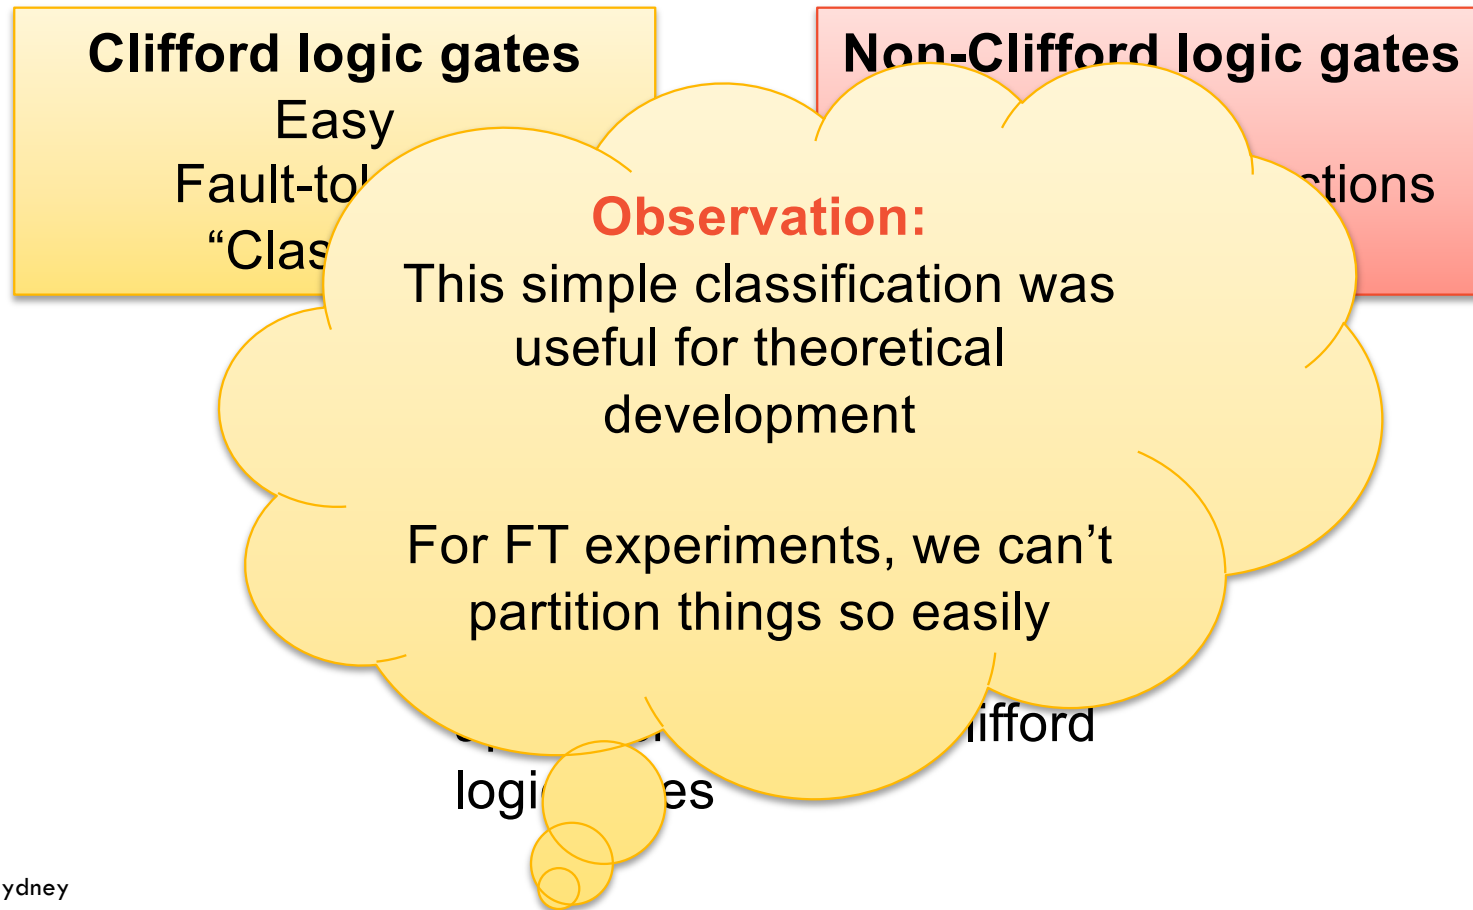 Clifford logic gates
Easy
Fault-tol
“Clas
Non-Clifford logic gates
ctions
Observation:
This simple classification was
useful for theoretical
development
For FT experiments, we can’t
partition things so easily
lifford
logi es
ydney